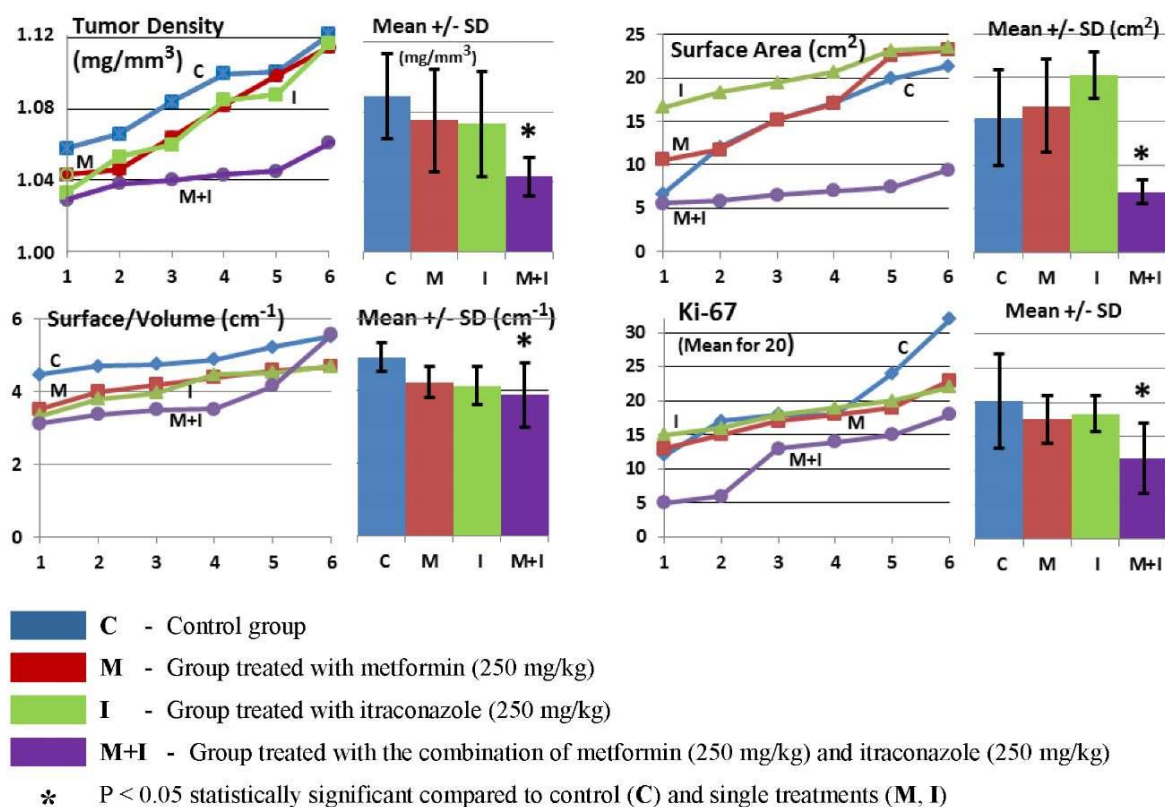 Tumor Density
(mg/mm³)
1.12
1.08
1.04
1.00
C
I
M
M+I
1 2 3 4 5 6
Mean +/- SD
(mg/mm³)
*
C M I M+I
Surface Area (cm²)
25
20
15
10
5
0
I
C
M
M+I
1 2 3 4 5 6
Mean +/- SD (cm²)
*
C M I M+I
Surface/Volume (cm⁻¹)
6
4
2
0
C
M
I
M+I
1 2 3 4 5 6
Mean +/- SD (cm⁻¹)
*
C M I M+I
Ki-67
(Mean for 20)
30
25
20
15
10
5
0
C
I
M
M+I
1 2 3 4 5 6
Mean +/- SD
*
C M I M+I
C - Control group
M - Group treated with metformin (250 mg/kg)
I - Group treated with itraconazole (250 mg/kg)
M+I - Group treated with the combination of metformin (250 mg/kg) and itraconazole (250 mg/kg)
* P < 0.05 statistically significant compared to control (C) and single treatments (M, I)